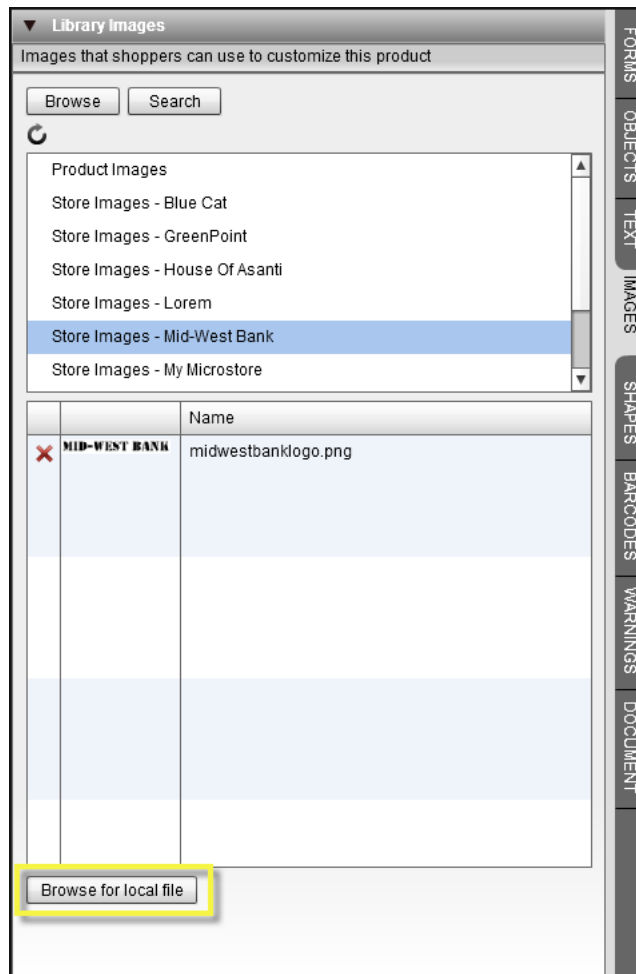 Library Images
Images that shoppers can use to customize this product
Browse
Search
Product Images
Store Images - Blue Cat
Store Images - GreenPoint
Store Images - House Of Asanti
Store Images - Lorem
Store Images - Mid-West Bank
Store Images - My Microstore
Name
MID-WEST BANK
midwestbanklogo.png
Browse for local file
FORMS
OBJECTS
TEXT
IMAGES
SHAPES
BARCODES
WARNINGS
DOCUMENT